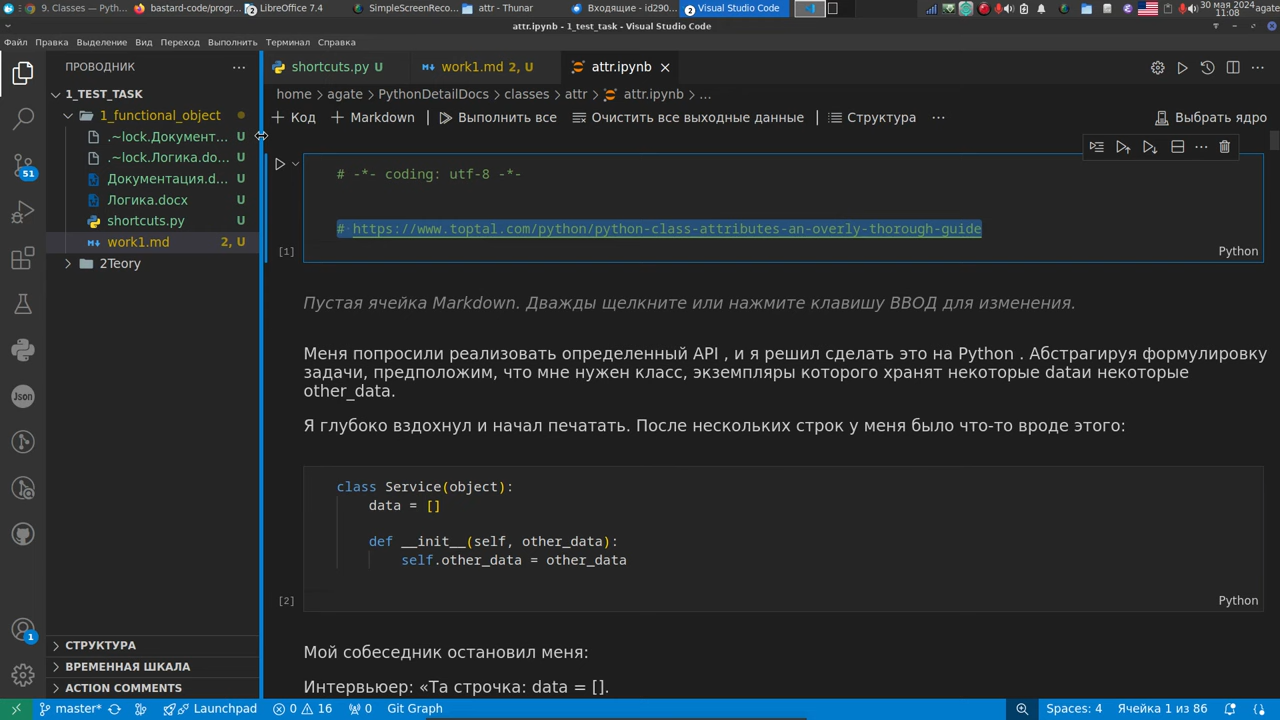 9. Classes — Pyth...
bastard-code/progr...
LibreOffice 7.4
SimpleScreenReco...
attr - Thunar
Входящие - id290...
Visual Studio Code
30 мая 2024
11:08
agate
attr.ipynb - 1_test_task - Visual Studio Code
Файл Правка Выделение Вид Переход Выполнить Терминал Справка
ПРОВОДНИК ...
shortcuts.py U
work1.md 2, U
attr.ipynb
1_TEST_TASK
home > agate > PythonDetailDocs > classes > attr > attr.ipynb > ...
1_functional_object
+ Код + Markdown Выполнить все Очистить все выходные данные Структура ... Выбрать ядро
.~lock.Документ... U
.~lock.Логика.do... U
Документация.d... U
Логика.docx U
shortcuts.py U
work1.md 2, U
2Teory
51
Json
1
# -*- coding: utf-8 -*-
# https://www.toptal.com/python/python-class-attributes-an-overly-thorough-guide
[1] Python
Пустая ячейка Markdown. Дважды щелкните или нажмите клавишу ВВОД для изменения.
Меня попросили реализовать определенный API , и я решил сделать это на Python . Абстрагируя формулировку
задачи, предположим, что мне нужен класс, экземпляры которого хранят некоторые dataи некоторые
other_data.
Я глубоко вздохнул и начал печатать. После нескольких строк у меня было что-то вроде этого:
class Service(object):
data = []
def __init__(self, other_data):
self.other_data = other_data
[2] Python
Мой собеседник остановил меня:
Интервьюер: «Та строчка: data = [].
СТРУКТУРА
ВРЕМЕННАЯ ШКАЛА
ACTION COMMENTS
master* Launchpad 0 16 0 Git Graph Spaces: 4 Ячейка 1 из 86